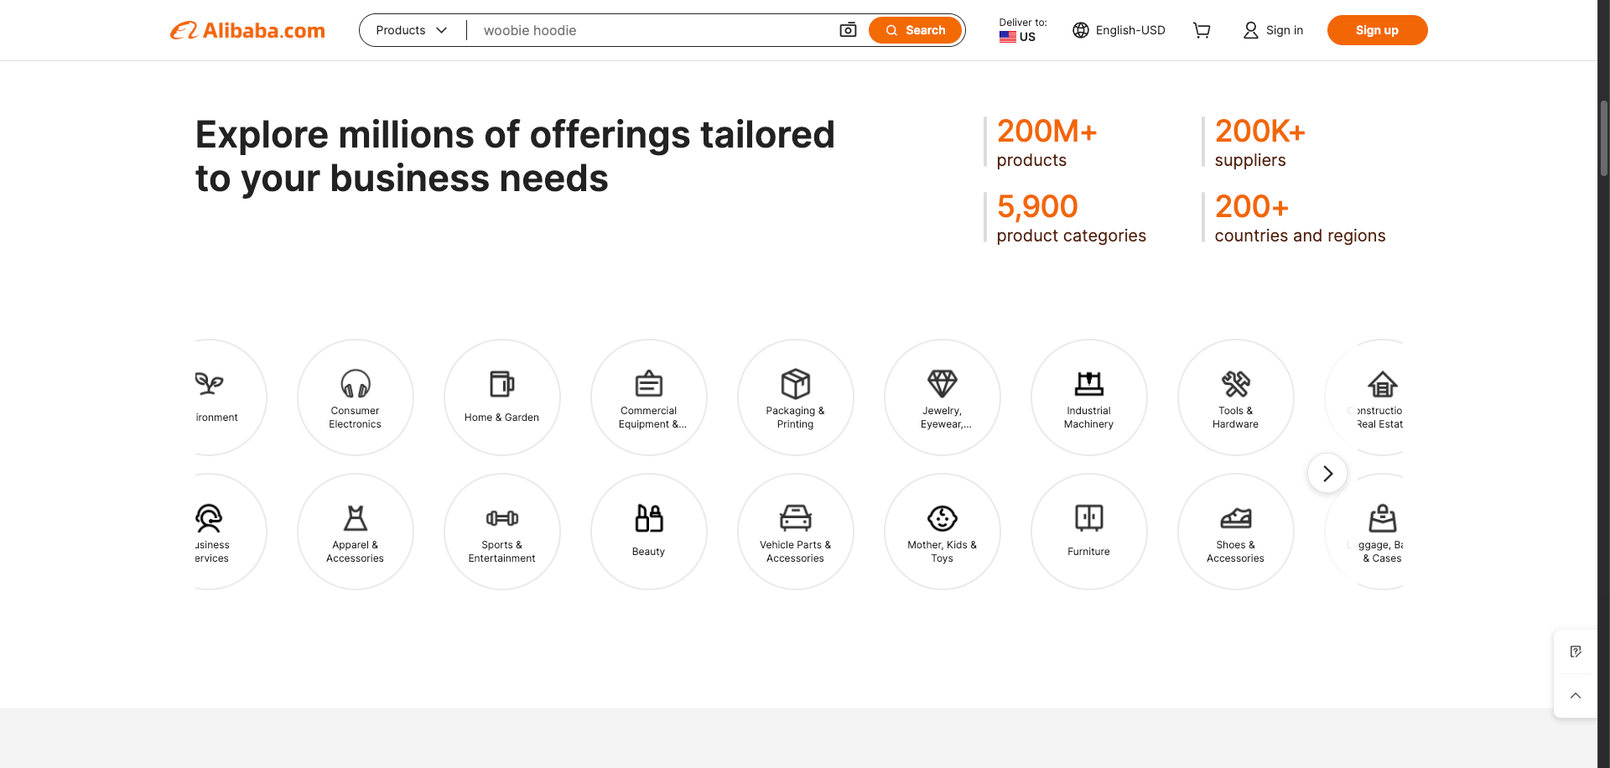 Alibaba.com
Products
woobie hoodie
Search
Deliver to:
US
English-USD
Sign in
Sign up
Explore millions of offerings tailored
to your business needs
200M+
products
200K+
suppliers
5,900
product categories
200+
countries and regions
ironment
Consumer
Electronics
Home & Garden
Commercial
Equipment &...
Packaging &
Printing
Jewelry,
Eyewear,...
Industrial
Machinery
Tools &
Hardware
Constructio
Real Estat
usiness
ervices
Apparel &
Accessories
Sports &
Entertainment
Beauty
Vehicle Parts &
Accessories
Mother, Kids &
Toys
Furniture
Shoes &
Accessories
Luggage, Ba
& Cases